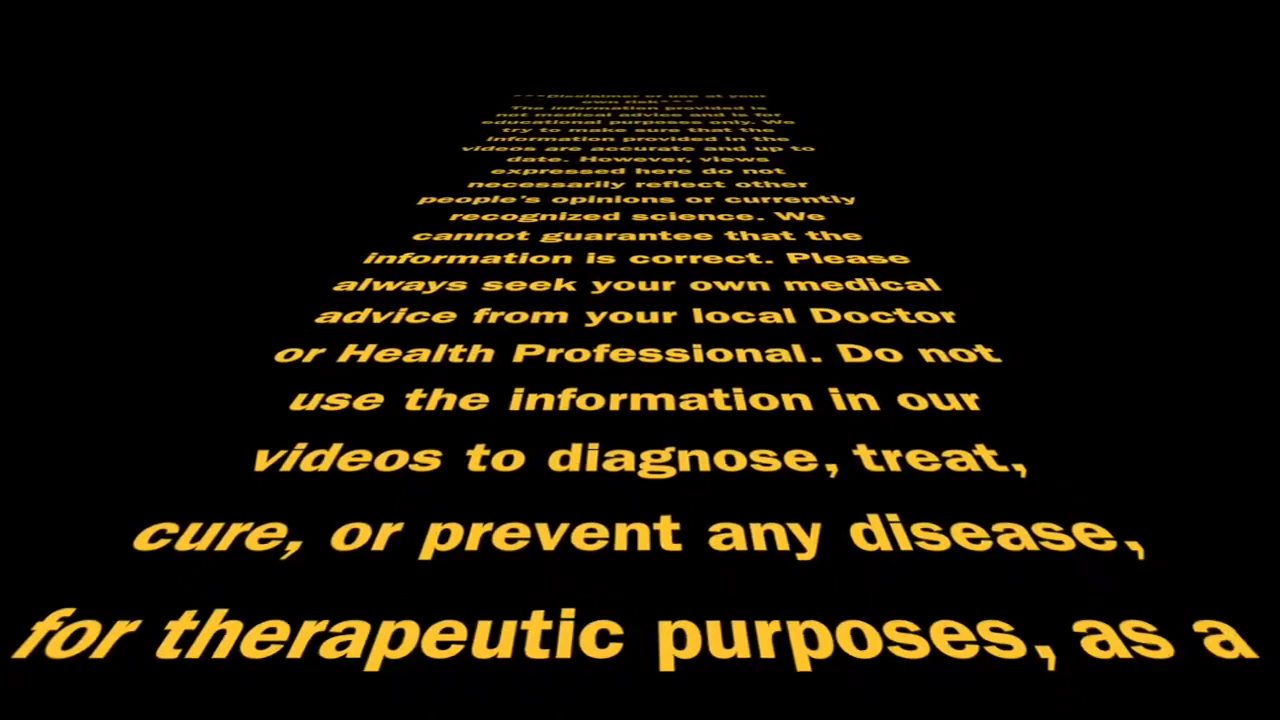 ***Disclaimer or use at your
own risk***
The information provided is
not medical advice and is for
educational purposes only. We
try to make sure that the
information provided in the
videos are accurate and up to
date. However, views
expressed here do not
necessarily reflect other
people's opinions or currently
recognized science. We
cannot guarantee that the
information is correct. Please
always seek your own medical
advice from your local Doctor
or Health Professional. Do not
use the information in our
videos to diagnose, treat,
cure, or prevent any disease,
for therapeutic purposes, as a